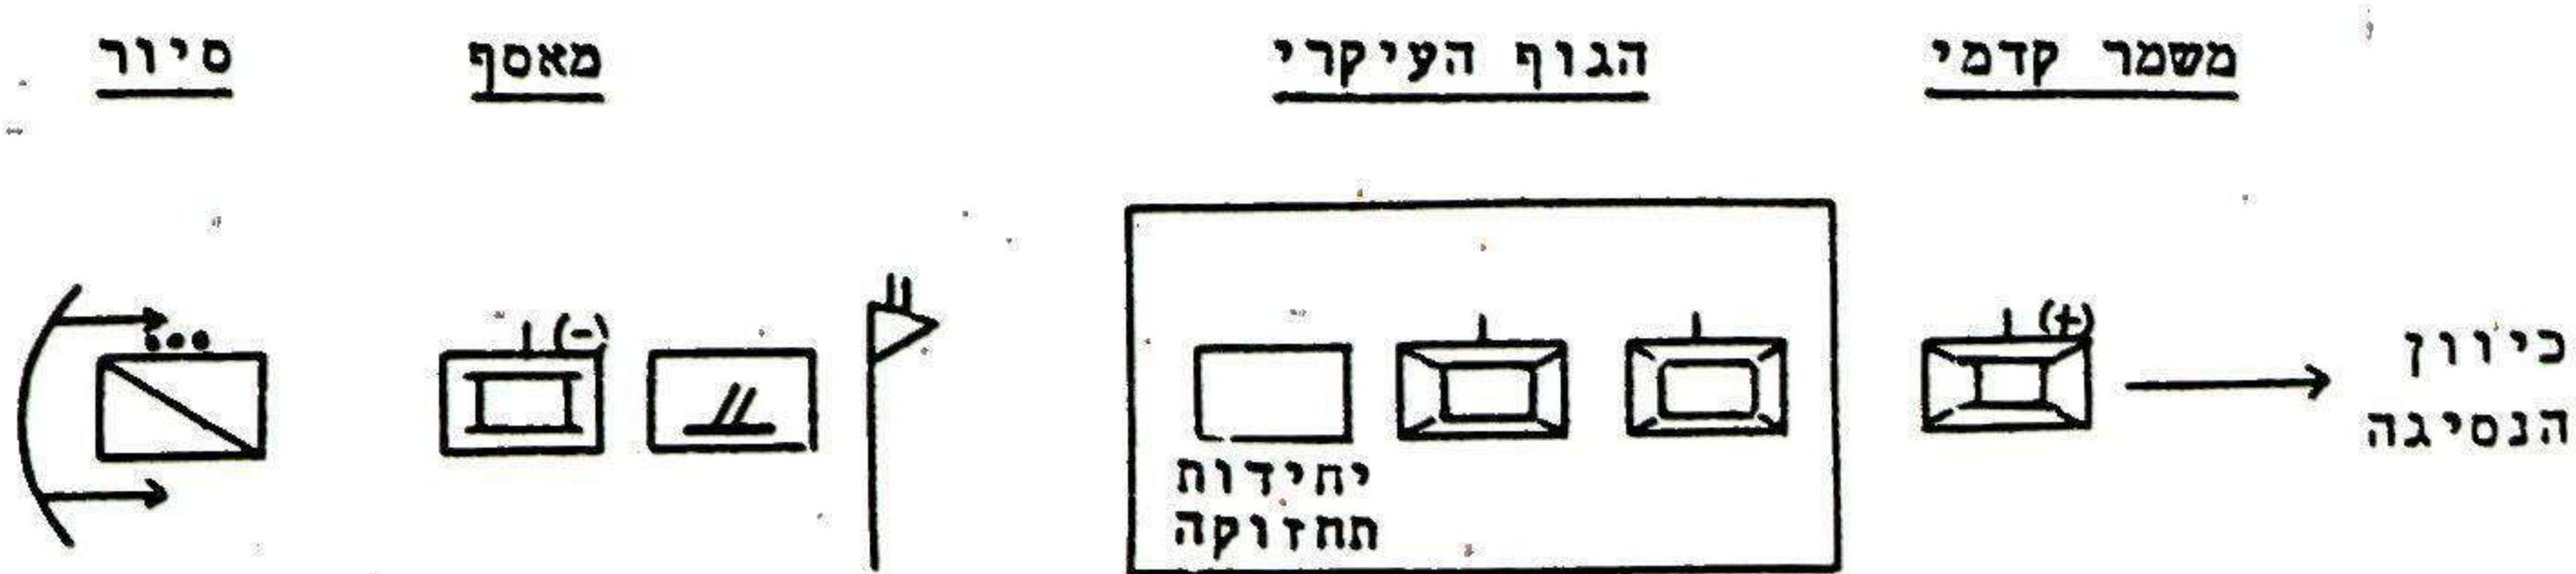 משמר קדמי
הגוף העיקרי
מאסף
סיור
(+)
(-)
כיוון
הנסיגה
יחידות
תחזוקה